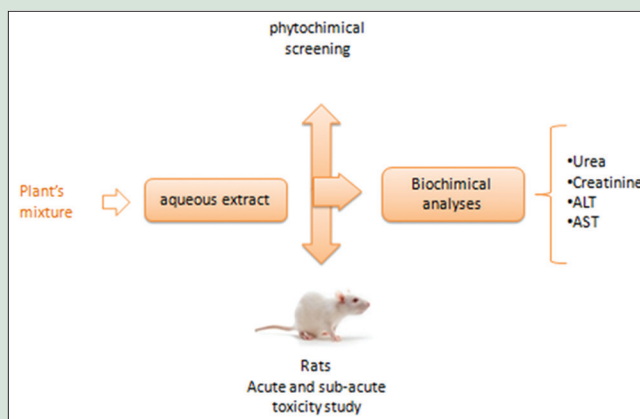 phytochimical
screening
Plant's
mixture
aqueous extract
Biochimical
analyses
•Urea
•Creatinine
•ALT
•AST
Rats
Acute and sub-acute
toxicity study